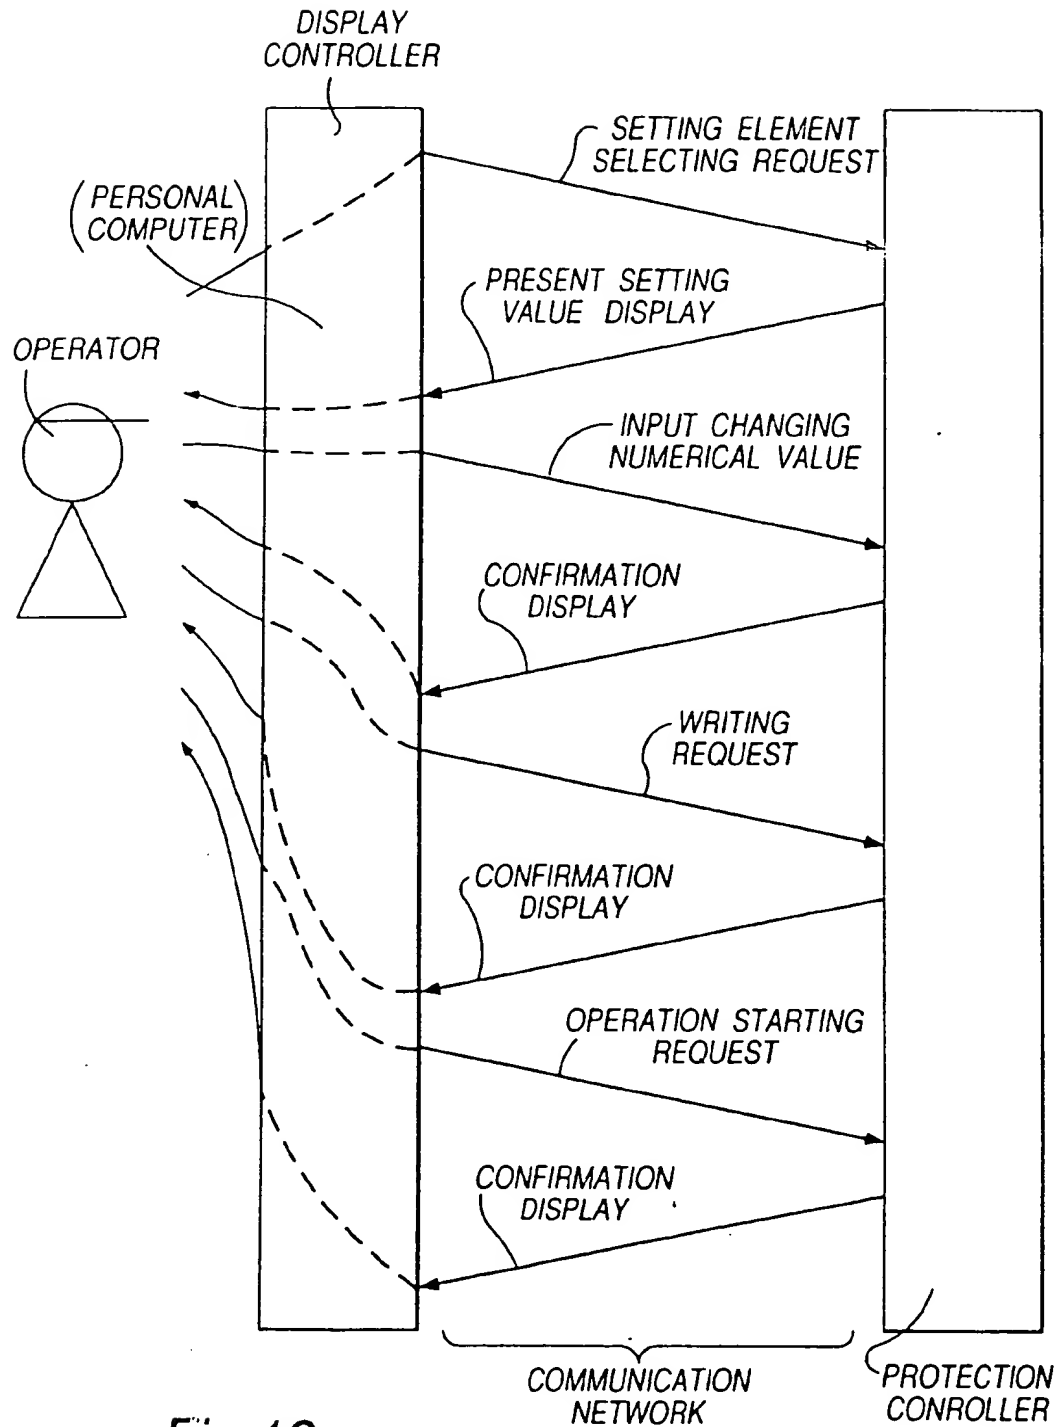 DISPLAY
CONTROLLER
SETTING ELEMENT
SELECTING REQUEST
(PERSONAL
COMPUTER)
PRESENT SETTING
VALUE DISPLAY
OPERATOR
INPUT CHANGING
NUMERICAL VALUE
CONFIRMATION
DISPLAY
WRITING
REQUEST
CONFIRMATION
DISPLAY
OPERATION STARTING
REQUEST
CONFIRMATION
DISPLAY
COMMUNICATION
NETWORK
PROTECTION
CONROLLER